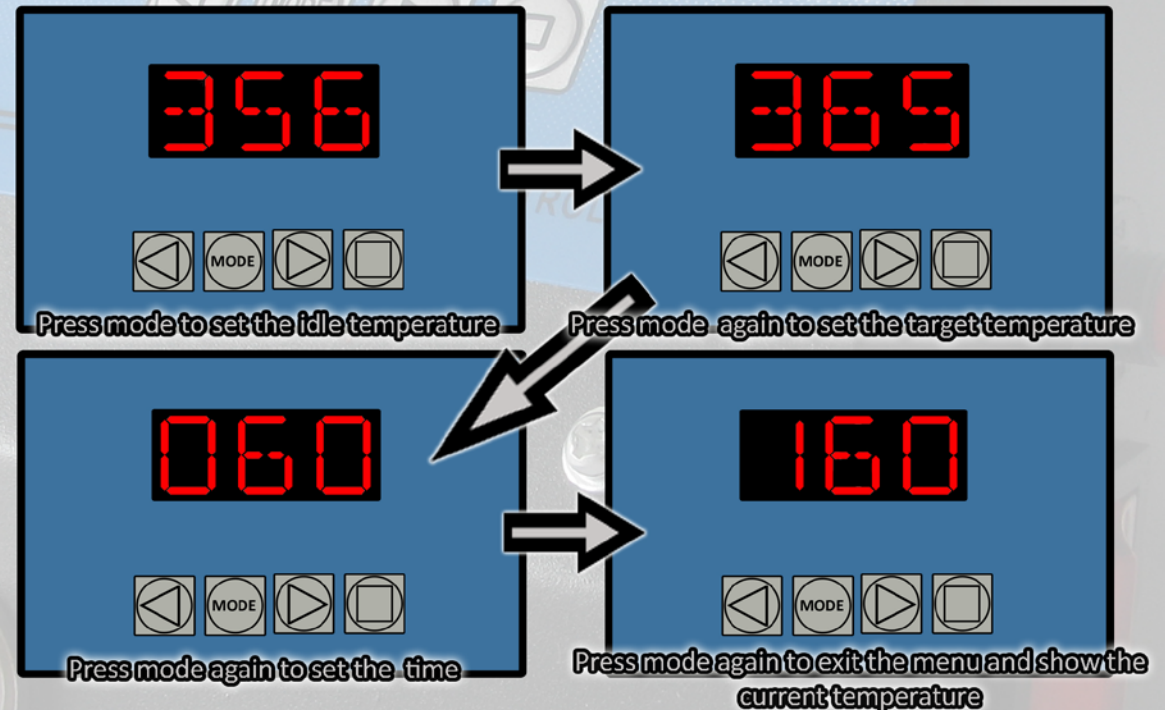 356
MODE
Press mode to set the idle temperature
365
MODE
Press mode again to set the target temperature
060
MODE
Press mode again to set the time
160
MODE
Press mode again to exit the menu and show the
current temperature